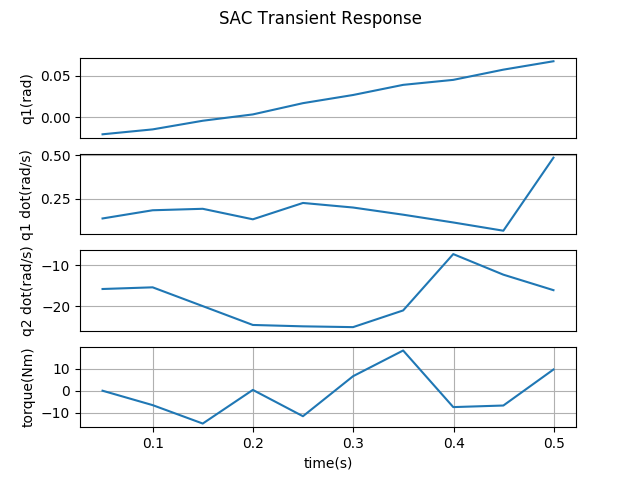 SAC Transient Response
q1(rad)
0.05
0.00
q1 dot(rad/s)
0.50
0.25
q2 dot(rad/s)
−10
−20
torque(Nm)
10
0
−10
0.1 0.2 0.3 0.4 0.5
time(s)